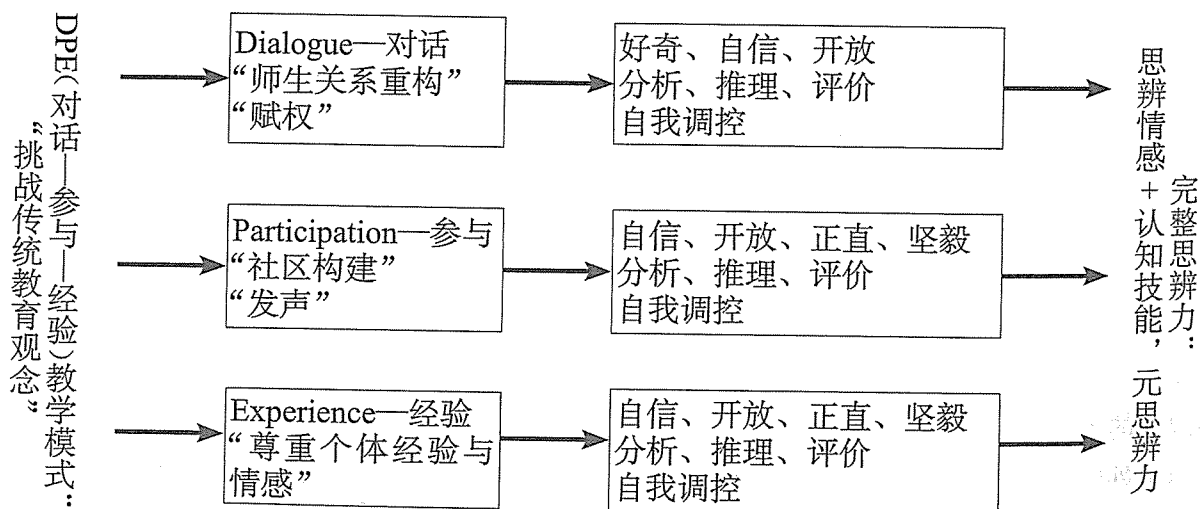 DPE(对话—参与—经验)教学模式：
“挑战传统教育观念”
Dialogue—对话
“师生关系重构”
“赋权”
好奇、自信、开放
分析、推理、评价
自我调控
Participation—参与
“社区构建”
“发声”
自信、开放、正直、坚毅
分析、推理、评价
自我调控
Experience—经验
“尊重个体经验与
情感”
自信、开放、正直、坚毅
分析、推理、评价
自我调控
完整思辨力：
思辨情感+认知技能，元思辨力